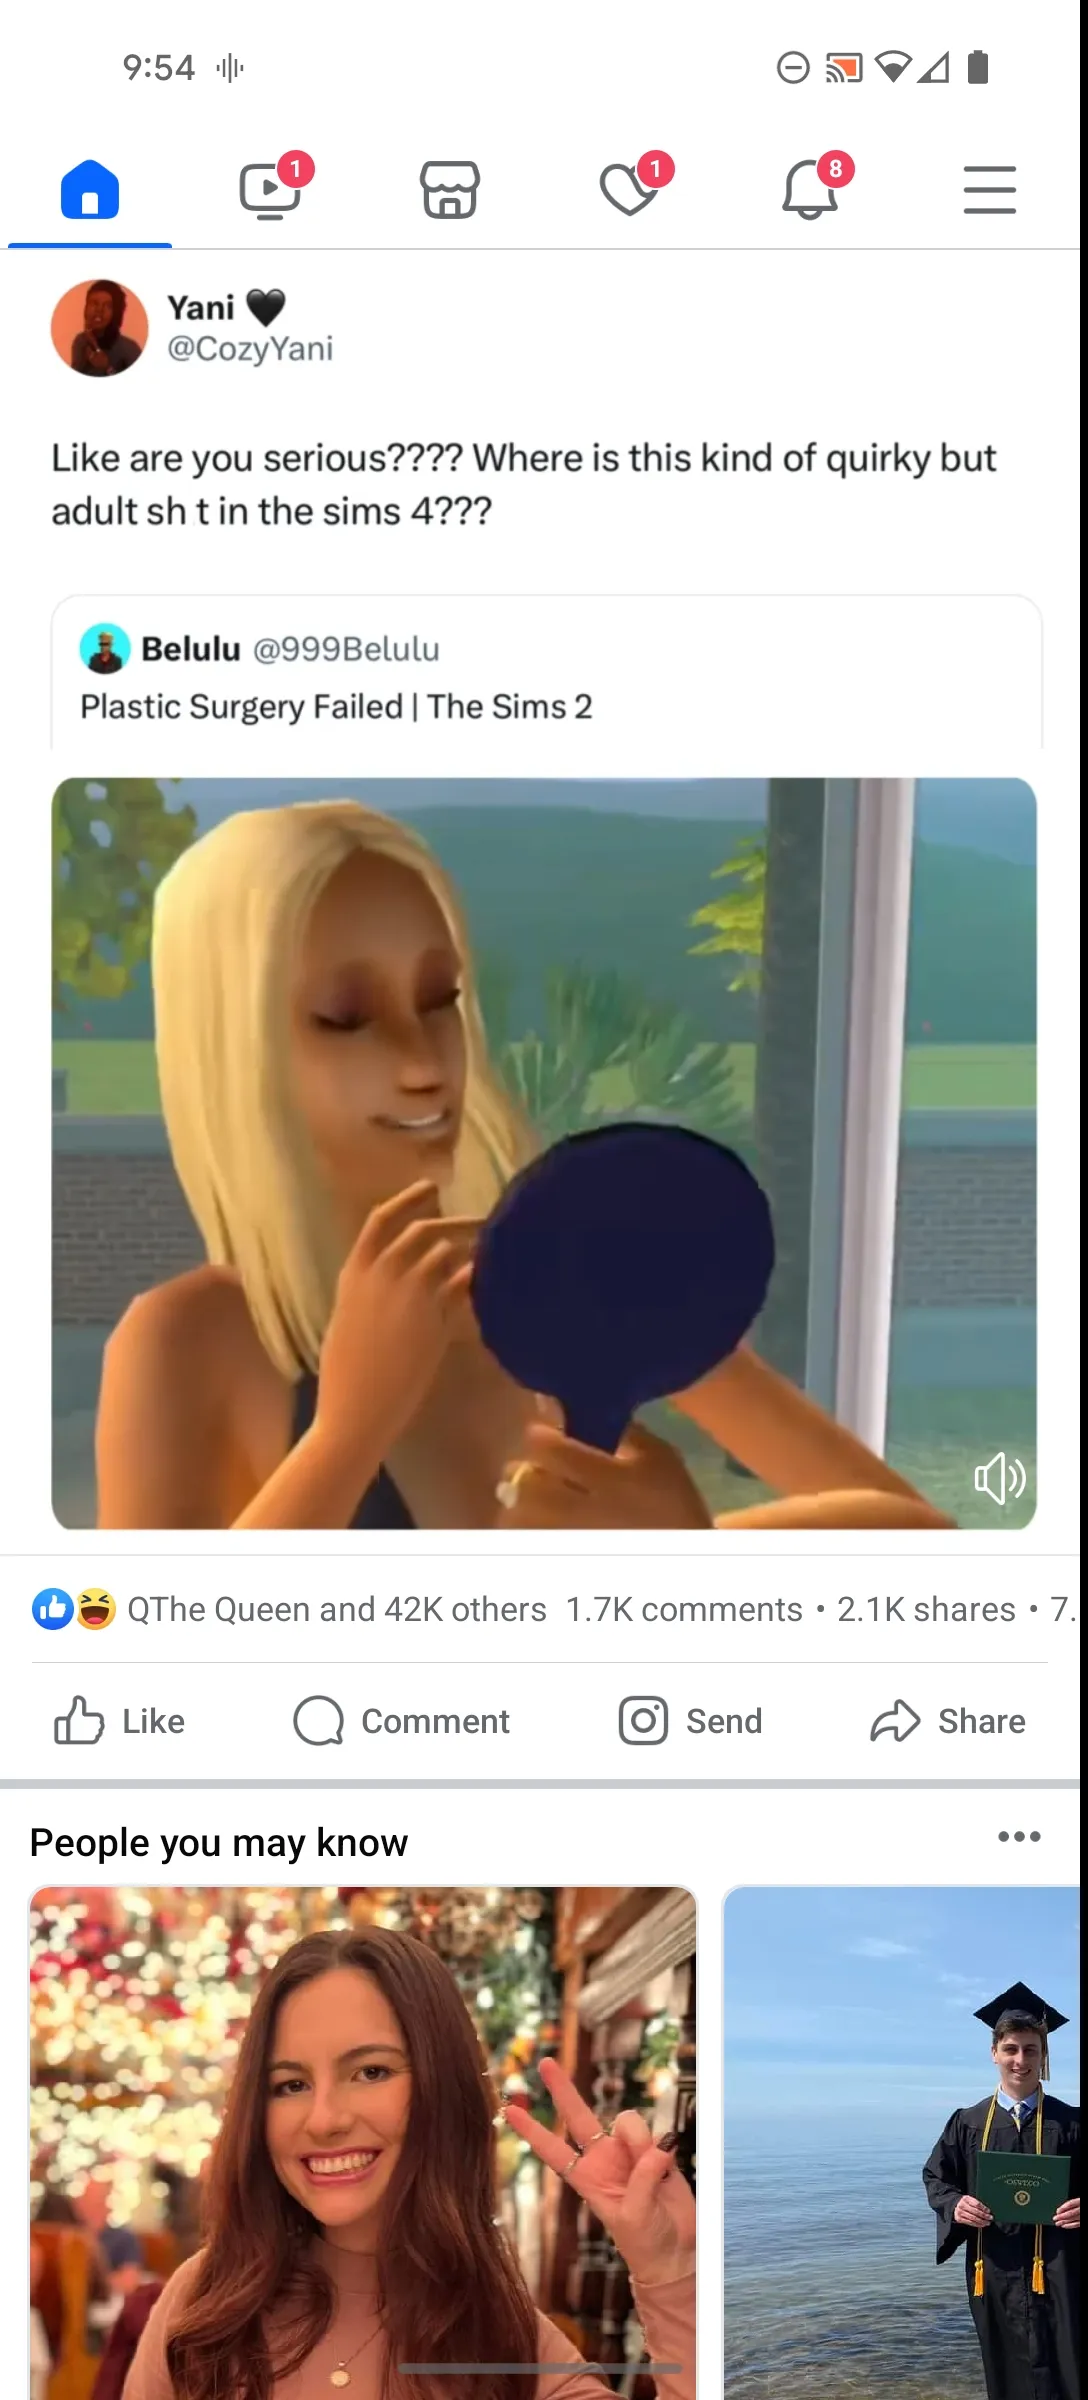 9:54
1
1
8
Yani 🖤
@CozyYani
Like are you serious???? Where is this kind of quirky but
adult sh t in the sims 4???
Belulu @999Belulu
Plastic Surgery Failed | The Sims 2
QThe Queen and 42K others 1.7K comments • 2.1K shares • 7.
Like Comment Send Share
People you may know